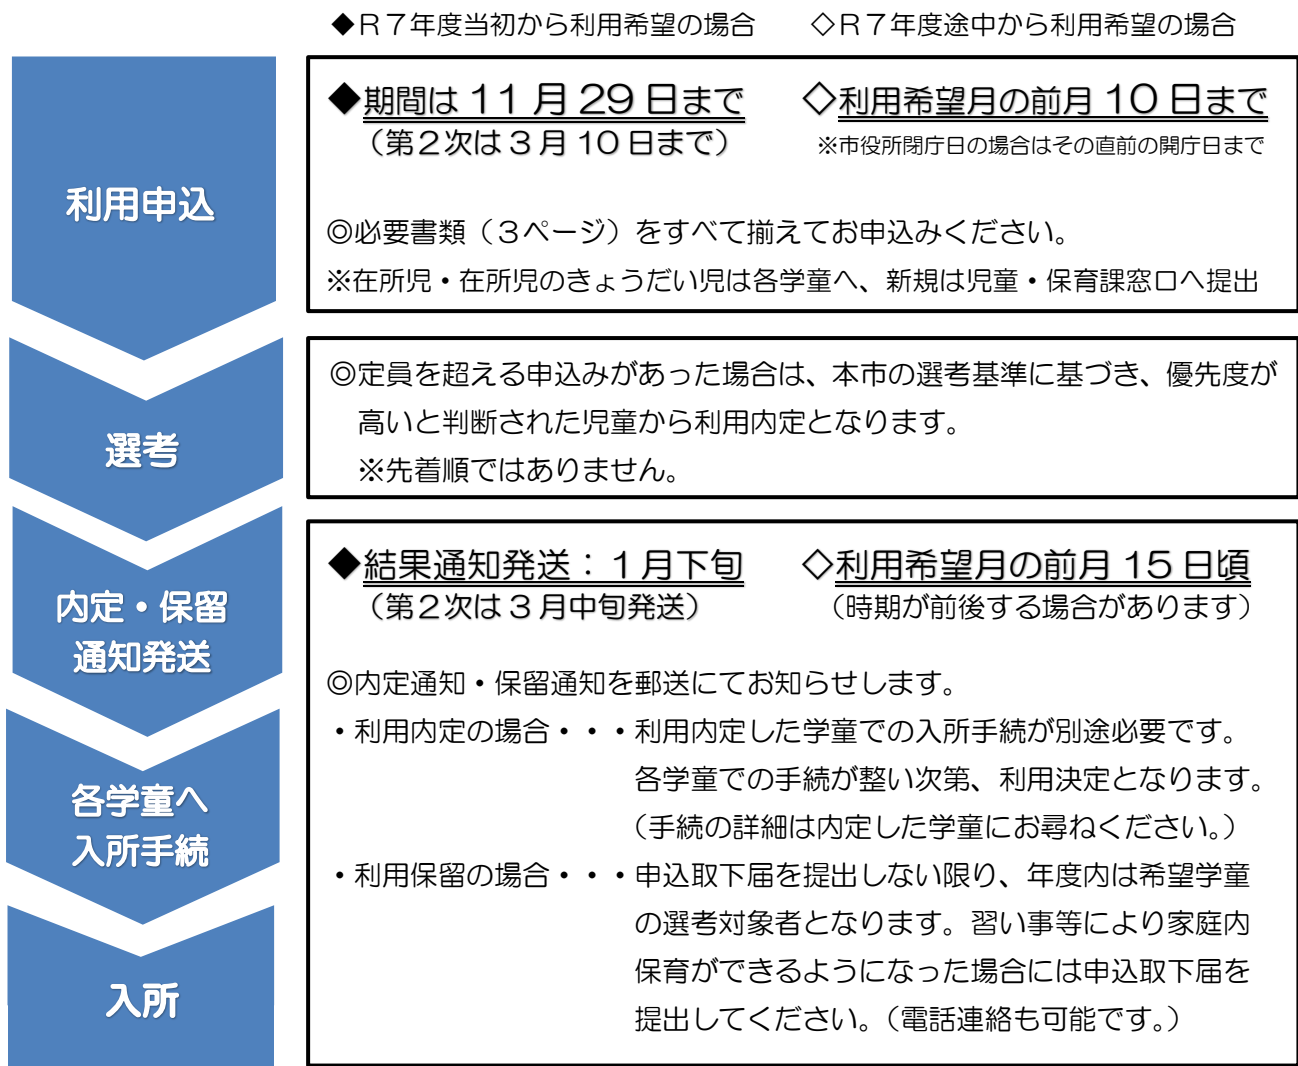 ◆Ｒ７年度当初から利用希望の場合　◇Ｒ７年度途中から利用希望の場合
利用申込
◆期間は 11 月 29 日まで　◇利用希望月の前月 10 日まで
（第２次は３月 10 日まで）　※市役所閉庁日の場合はその直前の開庁日まで
◎必要書類（３ページ）をすべて揃えてお申込みください。
※在所児・在所児のきょうだい児は各学童へ、新規は児童・保育課窓口へ提出
選考
◎定員を超える申込みがあった場合は、本市の選考基準に基づき、優先度が
高いと判断された児童から利用内定となります。
※先着順ではありません。
内定・保留
通知発送
◆結果通知発送：１月下旬　◇利用希望月の前月 15 日頃
（第２次は３月中旬発送）　（時期が前後する場合があります）
◎内定通知・保留通知を郵送にてお知らせします。
・利用内定の場合・・・利用内定した学童での入所手続が別途必要です。
各学童での手続が整い次第、利用決定となります。
（手続の詳細は内定した学童にお尋ねください。）
各学童へ
入所手続
・利用保留の場合・・・申込取下届を提出しない限り、年度内は希望学童
の選考対象者となります。習い事等により家庭内
保育ができるようになった場合には申込取下届を
提出してください。（電話連絡も可能です。）
入所